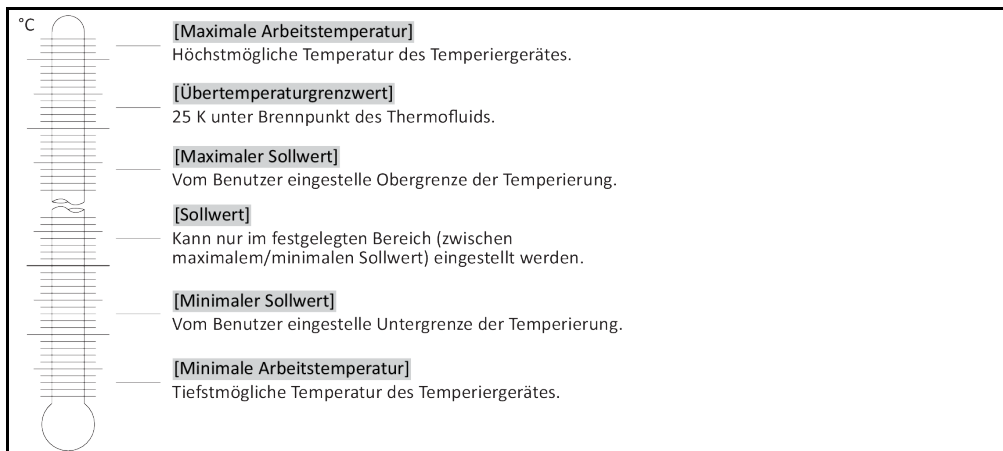 °C
[Maximale Arbeitstemperatur]
Höchstmögliche Temperatur des Temperiergerätes.
[Übertemperaturgrenzwert]
25 K unter Brennpunkt des Thermofluids.
[Maximaler Sollwert]
Vom Benutzer eingestelle Obergrenze der Temperierung.
[Sollwert]
Kann nur im festgelegten Bereich (zwischen
maximalem/minimalen Sollwert) eingestellt werden.
[Minimaler Sollwert]
Vom Benutzer eingestelle Untergrenze der Temperierung.
[Minimale Arbeitstemperatur]
Tiefstmögliche Temperatur des Temperiergerätes.